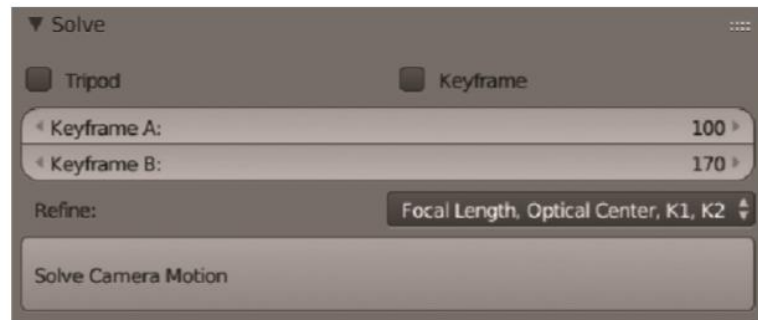 Solve
Tripod Keyframe
Keyframe A: 100
Keyframe B: 170
Refine: Focal Length, Optical Center, K1, K2
Solve Camera Motion